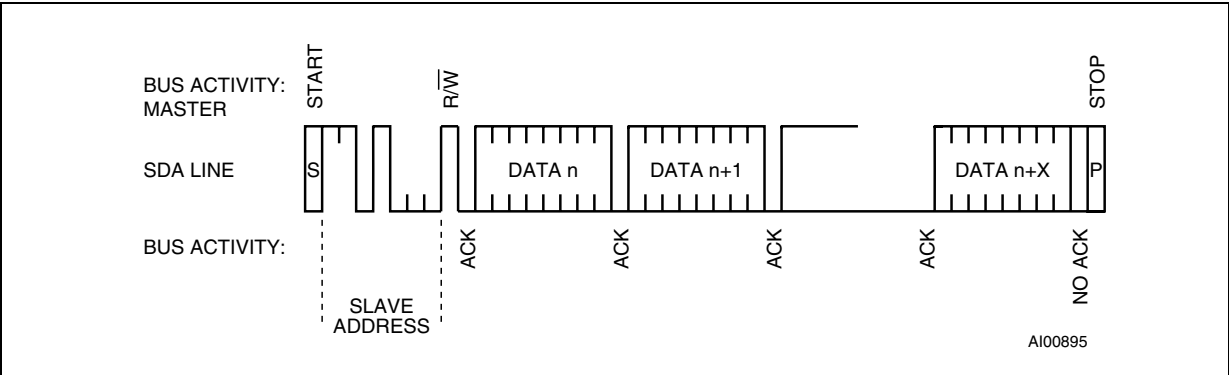 BUS ACTIVITY:
MASTER
START
R/W
STOP
SDA LINE
S
DATA n
DATA n+1
DATA n+X
P
BUS ACTIVITY:
ACK
ACK
ACK
ACK
NO ACK
SLAVE
ADDRESS
AI00895